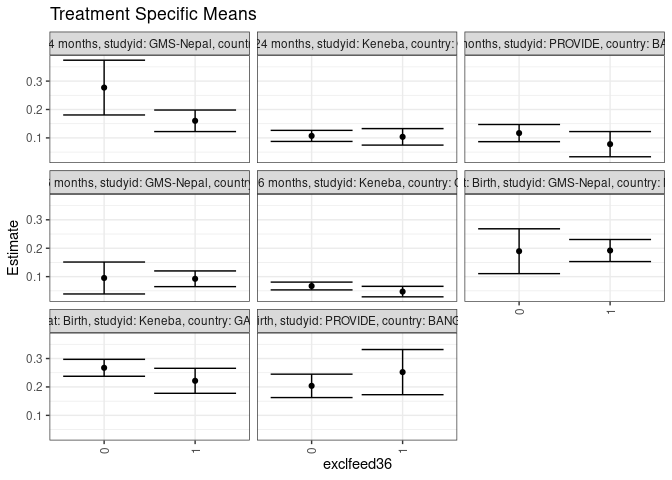 Treatment Specific Means
4 months, studyid: GMS-Nepal, countr
24 months, studyid: Keneba, country:
months, studyid: PROVIDE, country: BA
0.3
0.2
0.1
months, studyid: GMS-Nepal, country
6 months, studyid: Keneba, country: G
t: Birth, studyid: GMS-Nepal, country:
0.3
0.2
0.1
0
1
at: Birth, studyid: Keneba, country: GA
irth, studyid: PROVIDE, country: BANG
0.3
0.2
0.1
0
1
0
1
Estimate
exclfeed36